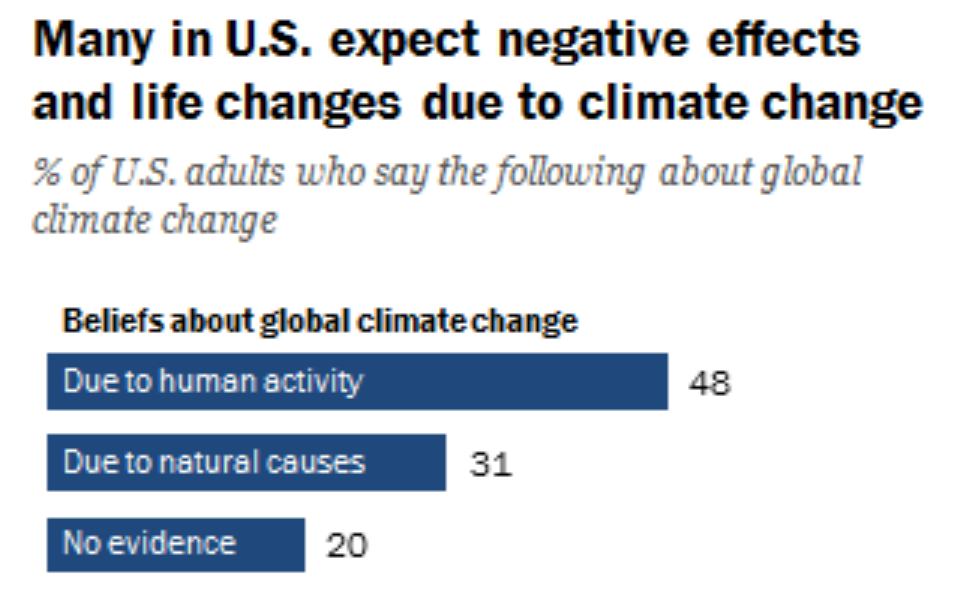 Many in U.S. expect negative effects
and life changes due to climate change
% of U.S. adults who say the following about global
climate change
Beliefs about global climate change
Due to human activity 48
Due to natural causes 31
No evidence 20